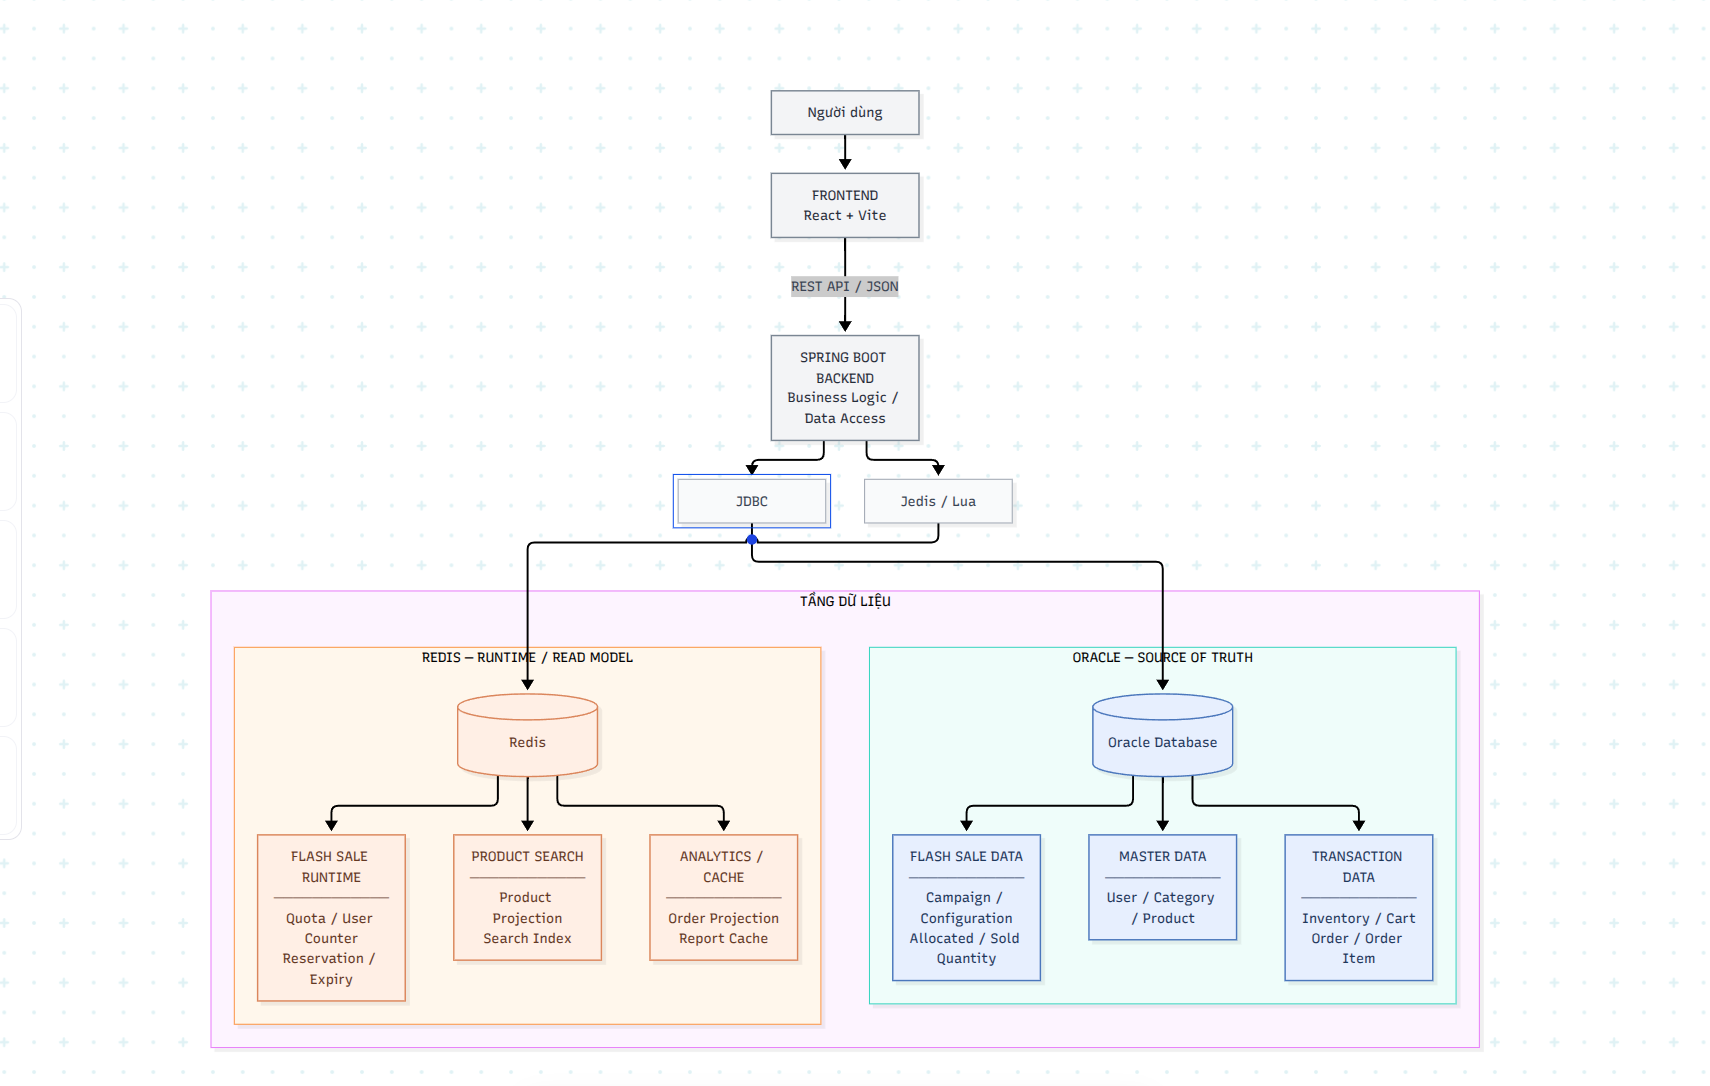 Người dùng
FRONTEND
React + Vite
REST API / JSON
SPRING BOOT
BACKEND
Business Logic /
Data Access
JDBC
Jedis / Lua
TẦNG DỮ LIỆU
REDIS — RUNTIME / READ MODEL
Redis
FLASH SALE
RUNTIME
Quota / User
Counter
Reservation /
Expiry
PRODUCT SEARCH
Product
Projection
Search Index
ANALYTICS /
CACHE
Order Projection
Report Cache
ORACLE — SOURCE OF TRUTH
Oracle Database
FLASH SALE DATA
Campaign /
Configuration
Allocated / Sold
Quantity
MASTER DATA
User / Category
/ Product
TRANSACTION
DATA
Inventory / Cart
Order / Order
Item